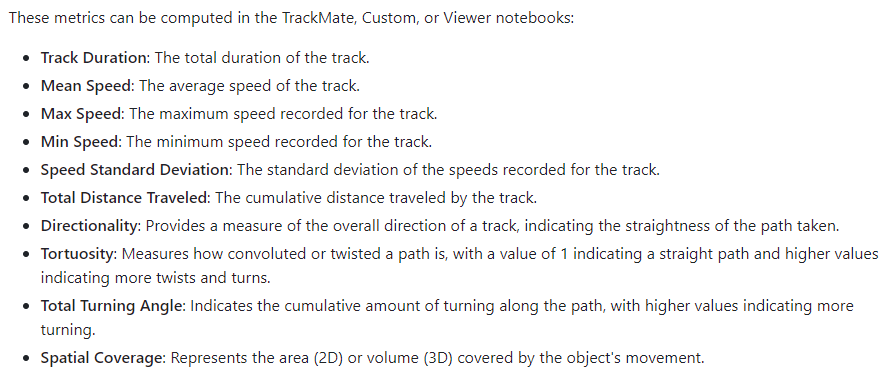 These metrics can be computed in the TrackMate, Custom, or Viewer notebooks:
• Track Duration: The total duration of the track.
• Mean Speed: The average speed of the track.
• Max Speed: The maximum speed recorded for the track.
• Min Speed: The minimum speed recorded for the track.
• Speed Standard Deviation: The standard deviation of the speeds recorded for the track.
• Total Distance Traveled: The cumulative distance traveled by the track.
• Directionality: Provides a measure of the overall direction of a track, indicating the straightness of the path taken.
• Tortuosity: Measures how convoluted or twisted a path is, with a value of 1 indicating a straight path and higher values
indicating more twists and turns.
• Total Turning Angle: Indicates the cumulative amount of turning along the path, with higher values indicating more
turning.
• Spatial Coverage: Represents the area (2D) or volume (3D) covered by the object's movement.